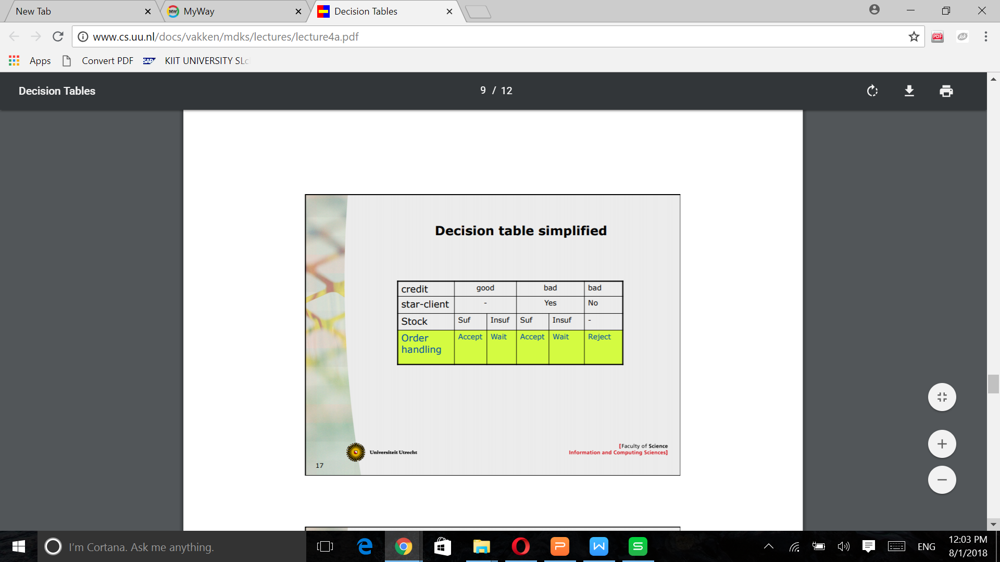 New Tab
MyWay
Decision Tables
www.cs.uu.nl/docs/vakken/mdks/lectures/lecture4a.pdf
PDF
Ask
Apps
Convert PDF
SAP
KIIT UNIVERSITY SLc
Decision Tables
9 / 12
Decision table simplified
credit good bad bad
star-client - Yes No
Stock Suf Insuf Suf Insuf -
Order handling Accept Wait Accept Wait Reject
Universiteit Utrecht
[Faculty of Science
Information and Computing Sciences]
17
I'm Cortana. Ask me anything.
ENG
12:03 PM
8/1/2018